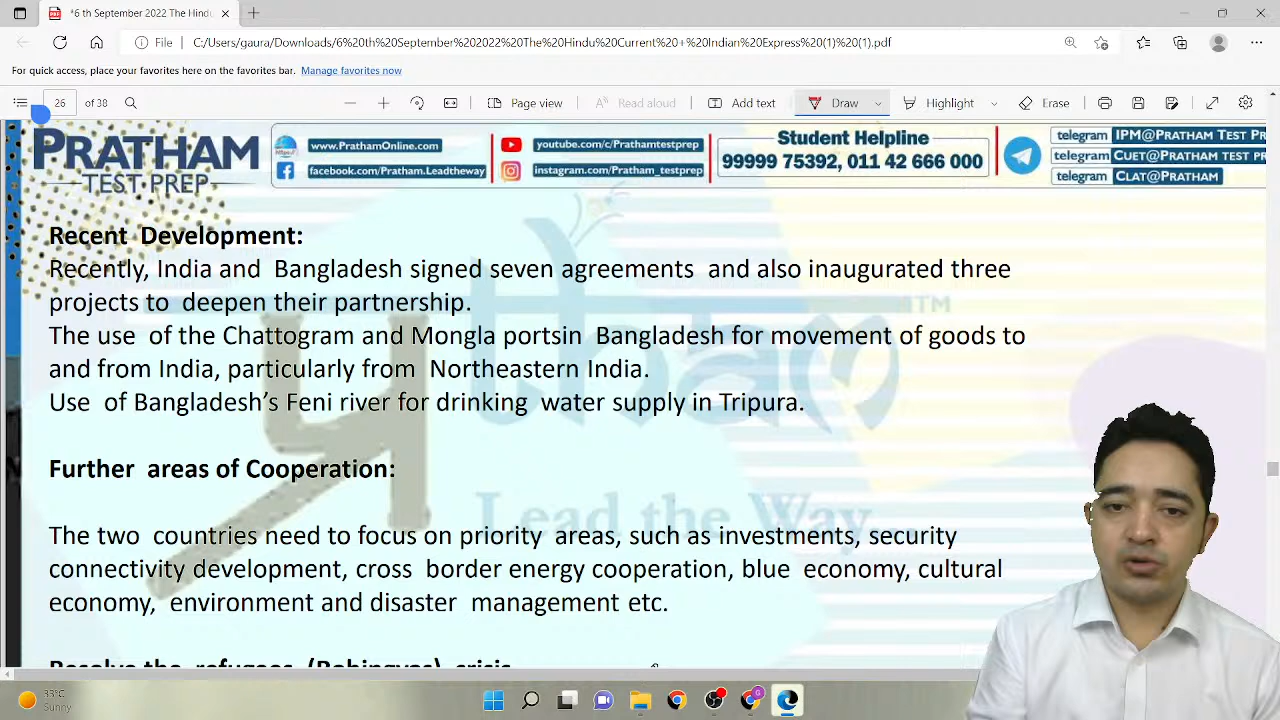 *6 th September 2022 The Hindu
File C:/Users/gaura/Downloads/6%20th%20September%202022%20The%20Hindu%20Current%20+%20Indian%20Express%20(1)%20(1).pdf
For quick access, place your favorites here on the favorites bar. Manage favorites now
26 of 38 Page view Read aloud Add text Draw Highlight Erase
PRATHAM
TEST PREP
www.PrathamOnline.com
facebook.com/Pratham.Leadtheway
youtube.com/c/Prathamtestprep
instagram.com/Pratham_testprep
Student Helpline
99999 75392, 011 42 666 000
telegram IPM@Pratham Test Pr
telegram CUET@Pratham Test Pr
telegram CLAT@Pratham
Recent Development:
Recently, India and Bangladesh signed seven agreements and also inaugurated three
projects to deepen their partnership.
The use of the Chattogram and Mongla portsin Bangladesh for movement of goods to
and from India, particularly from Northeastern India.
Use of Bangladesh's Feni river for drinking water supply in Tripura.
Further areas of Cooperation:
The two countries need to focus on priority areas, such as investments, security
connectivity development, cross border energy cooperation, blue economy, cultural
economy, environment and disaster management etc.
Resolve the refugees (Rohingyas) crisis
प्रथम TM
Lead the Way...
33°C
Sunny